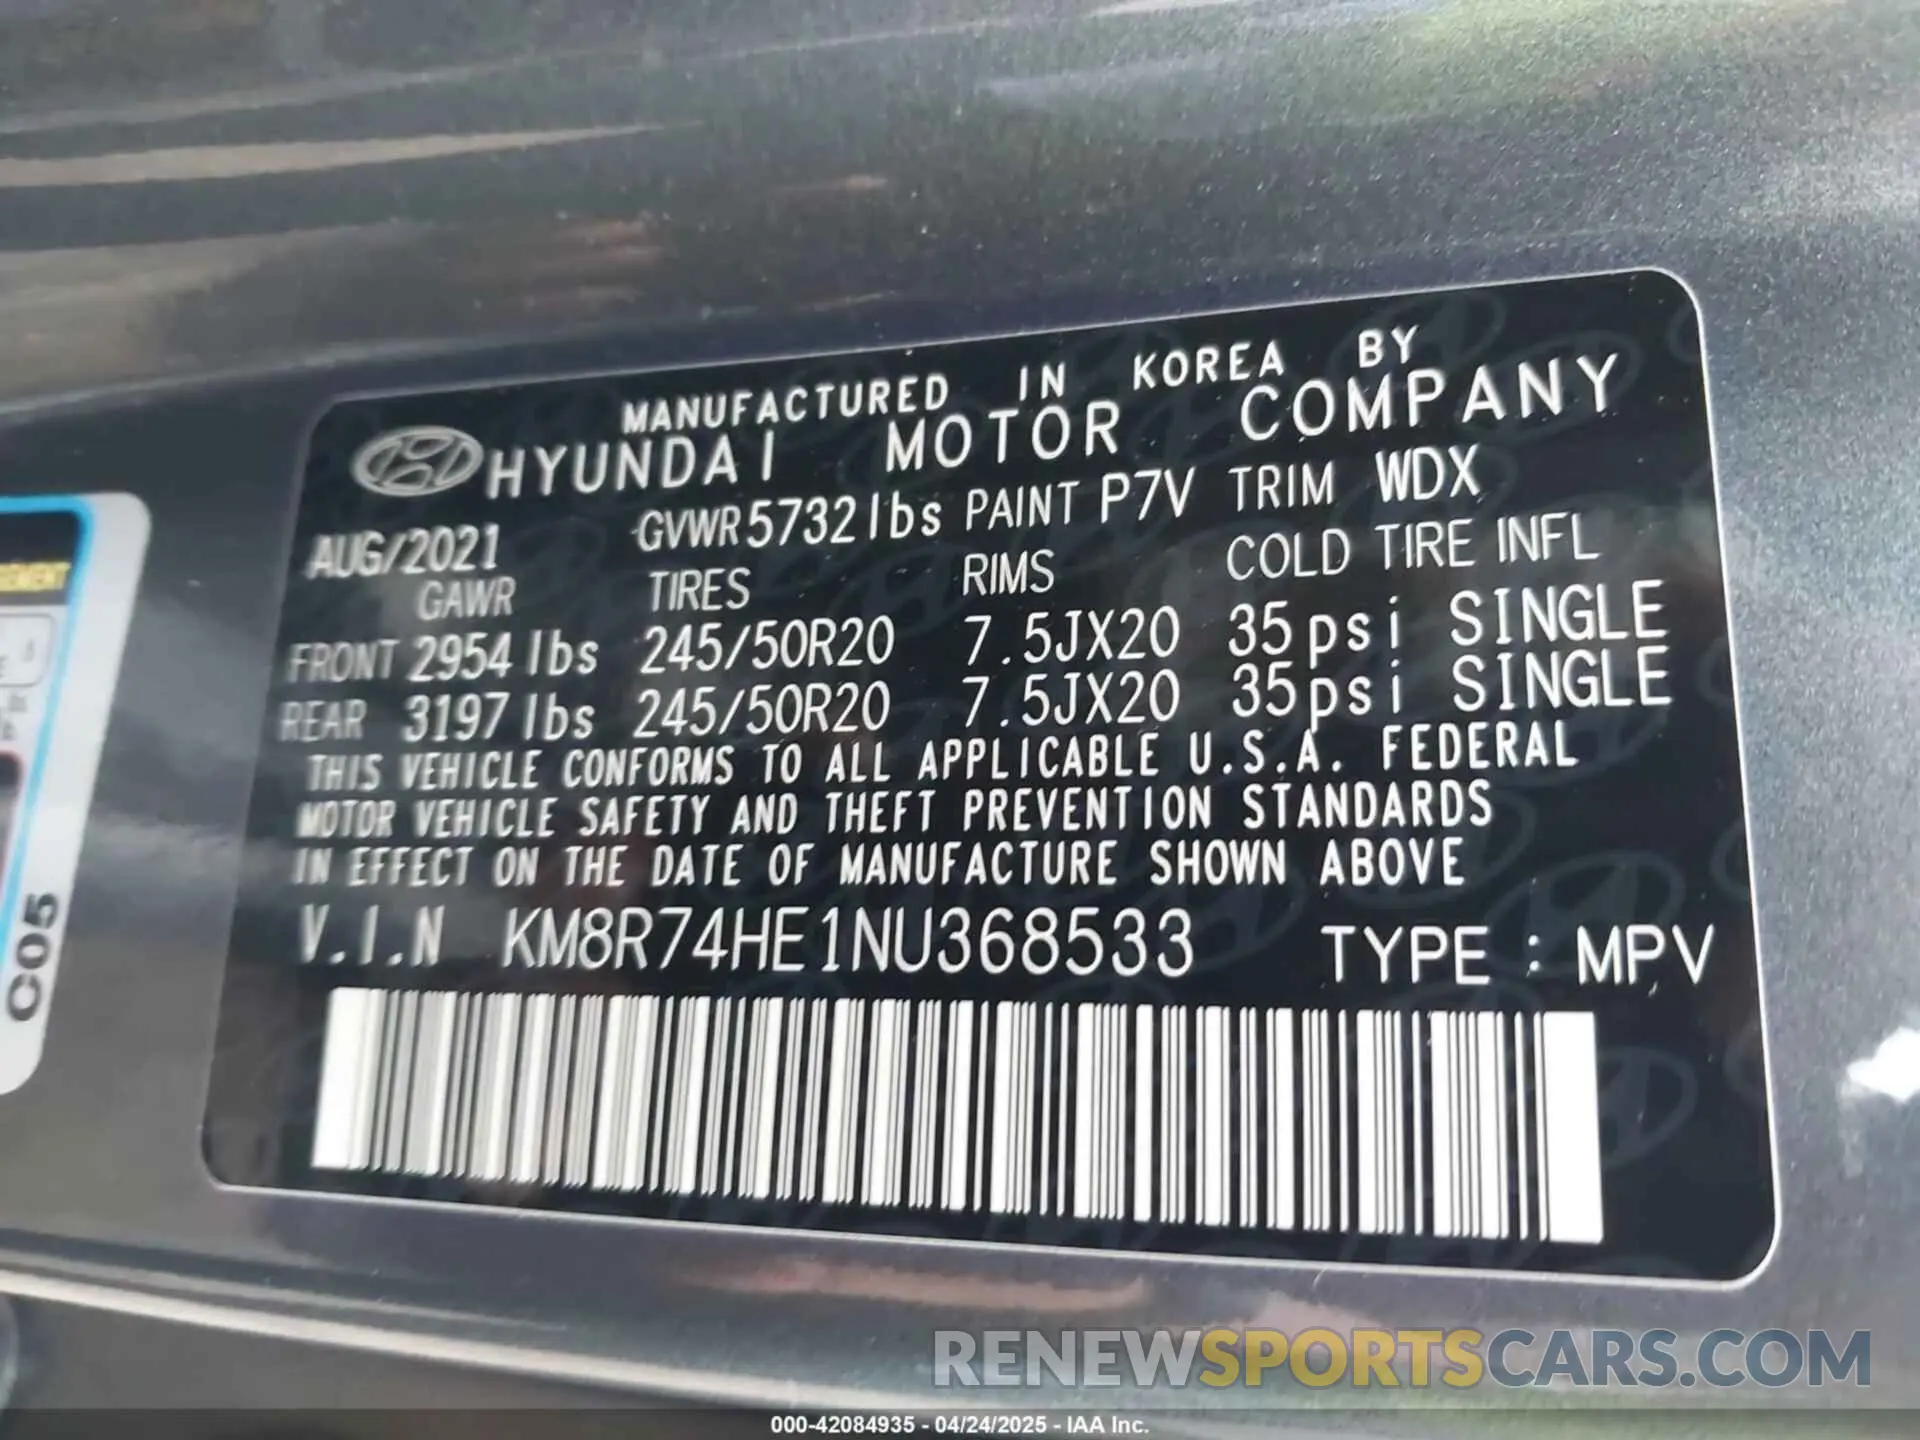 MANUFACTURED IN KOREA BY
HYUNDAI MOTOR COMPANY
AUG/2021 GVWR 5732 lbs PAINT P7V TRIM WDX
GAWR TIRES RIMS COLD TIRE INFL
FRONT 2954 lbs 245/50R20 7.5JX20 35psi SINGLE
REAR 3197 lbs 245/50R20 7.5JX20 35psi SINGLE
THIS VEHICLE CONFORMS TO ALL APPLICABLE U.S.A. FEDERAL
MOTOR VEHICLE SAFETY AND THEFT PREVENTION STANDARDS
IN EFFECT ON THE DATE OF MANUFACTURE SHOWN ABOVE
V.I.N KM8R74HE1NU368533 TYPE : MPV
C05
RENEWSPORTSCARS.COM
000-42084935 - 04/24/2025 - IAA Inc.